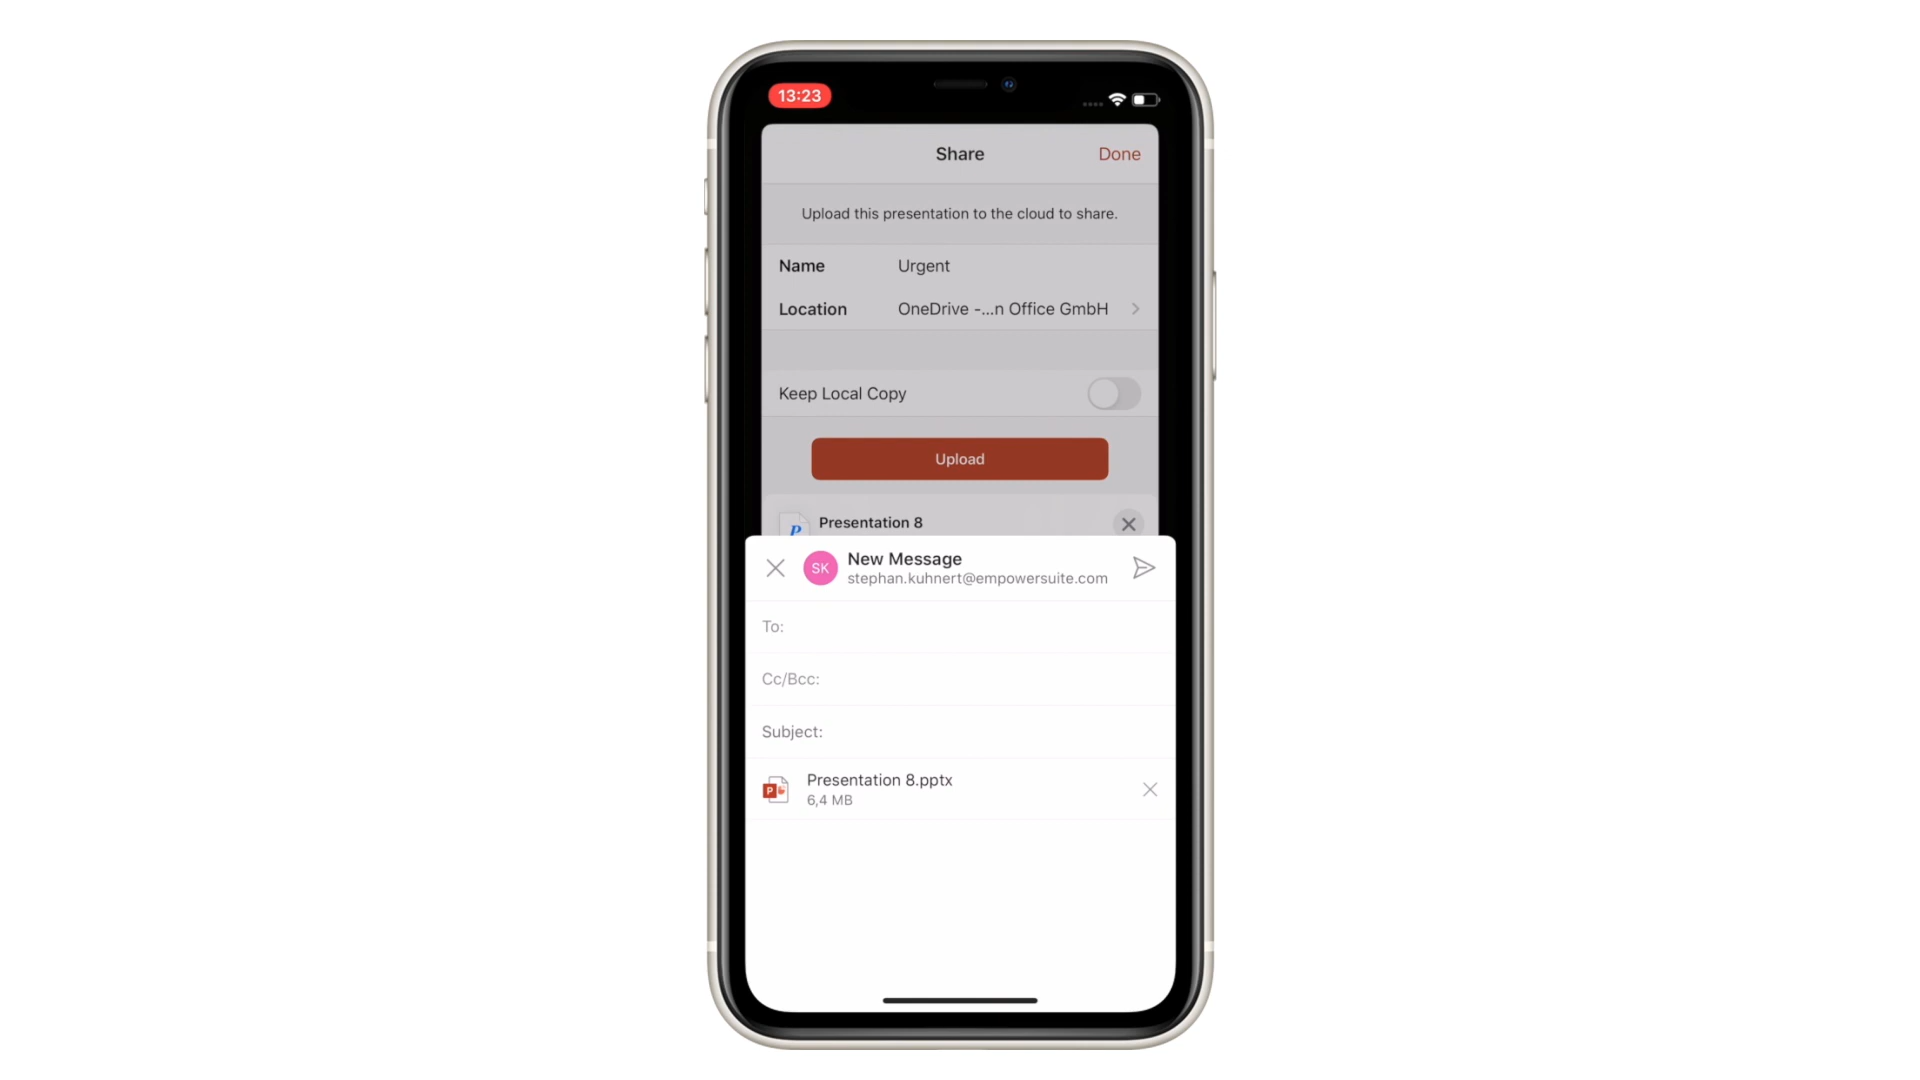 13:23
Share
Done
Upload this presentation to the cloud to share.
Name Urgent
Location OneDrive -...n Office GmbH
Keep Local Copy
Upload
P Presentation 8
SK
New Message
stephan.kuhnert@empowersuite.com
To:
Cc/Bcc:
Subject:
P
Presentation 8.pptx
6,4 MB